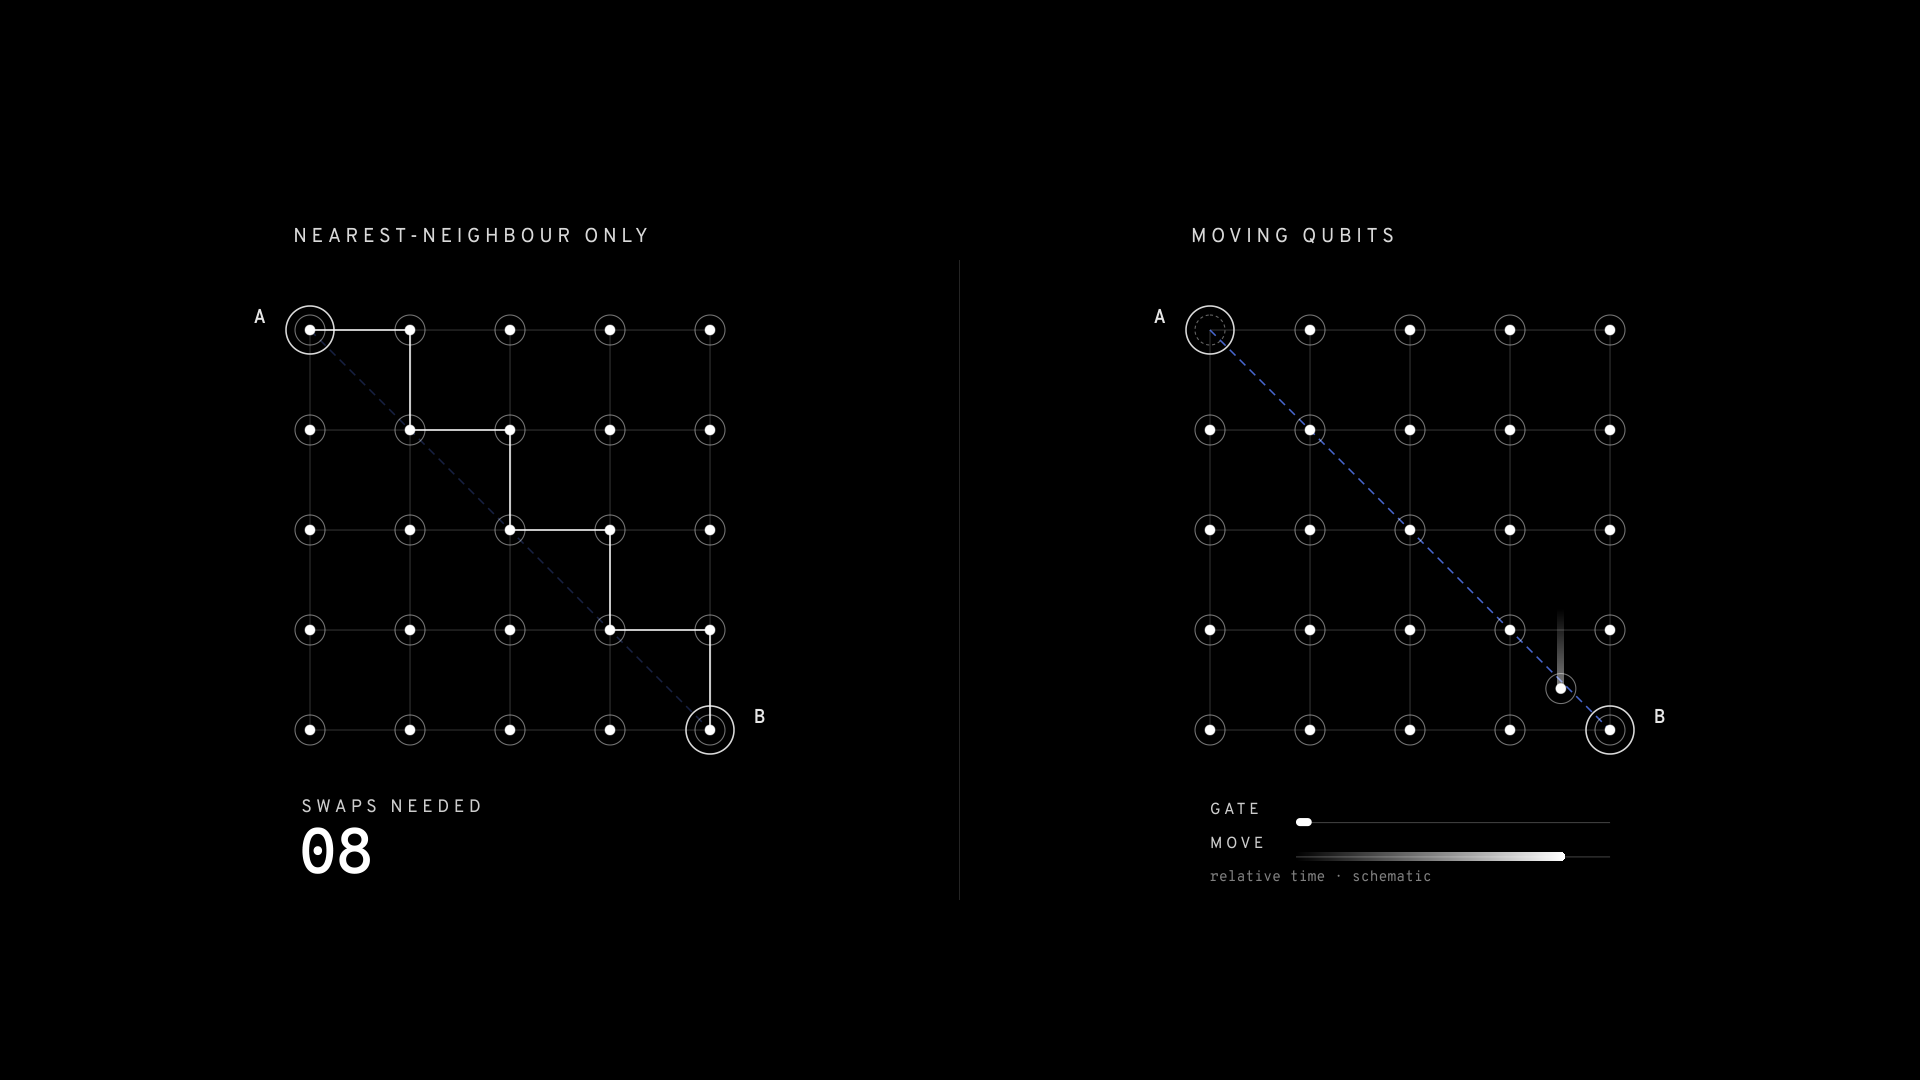 NEAREST-NEIGHBOUR ONLY
A
B
SWAPS NEEDED
08
MOVING QUBITS
A
B
GATE
MOVE
relative time · schematic